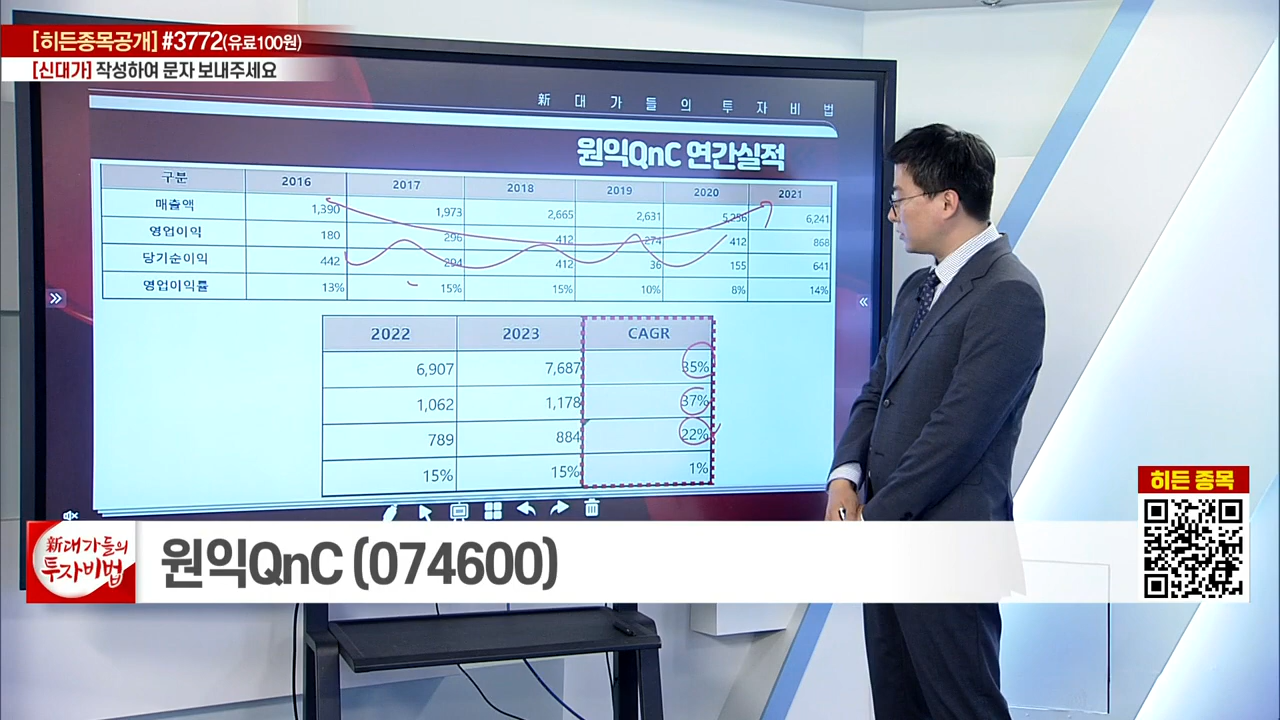 [히든종목공개] #3772(유료100원)
[신대가] 작성하여 문자 보내주세요
新 대 가 들 의 투 자 비 법
원익QnC 연간실적
구분 2016 2017 2018 2019 2020 2021
매출액 1,390 1,973 2,665 2,631 5,256 6,241
영업이익 180 296 412 274 412 868
당기순이익 442 294 412 36 155 641
영업이익률 13% 15% 15% 10% 8% 14%
2022 2023 CAGR
6,907 7,687 35%
1,062 1,178 37%
789 884 22%
15% 15% 1%
히든 종목
新대가들의
투자비법
원익QnC (074600)